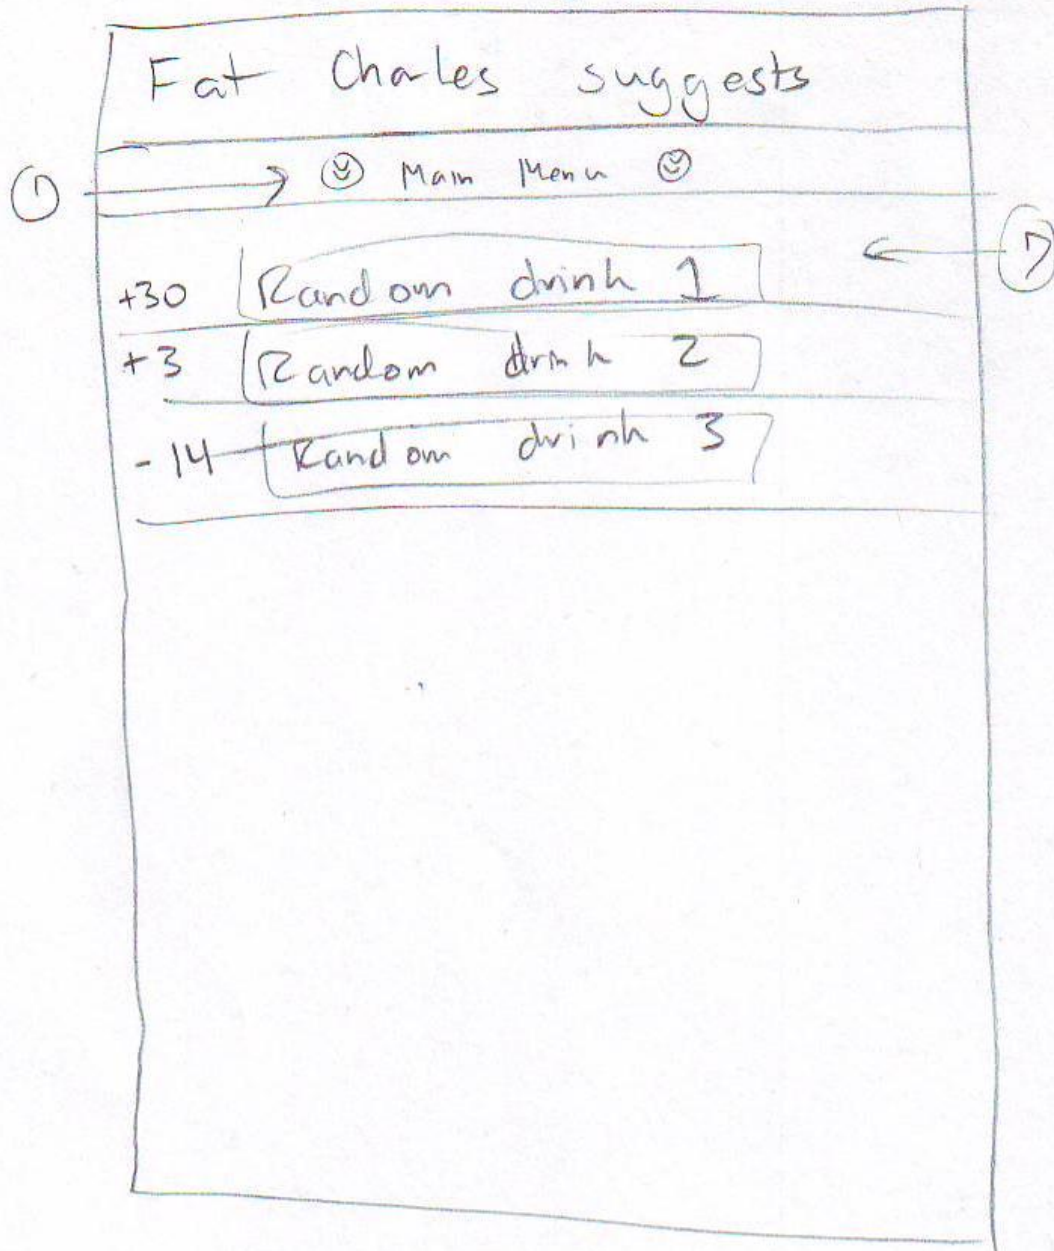 Fat Charles suggests
① Main Menu
⑦
+30 Random drink 1
+3 Random drink 2
-14 Random drink 3